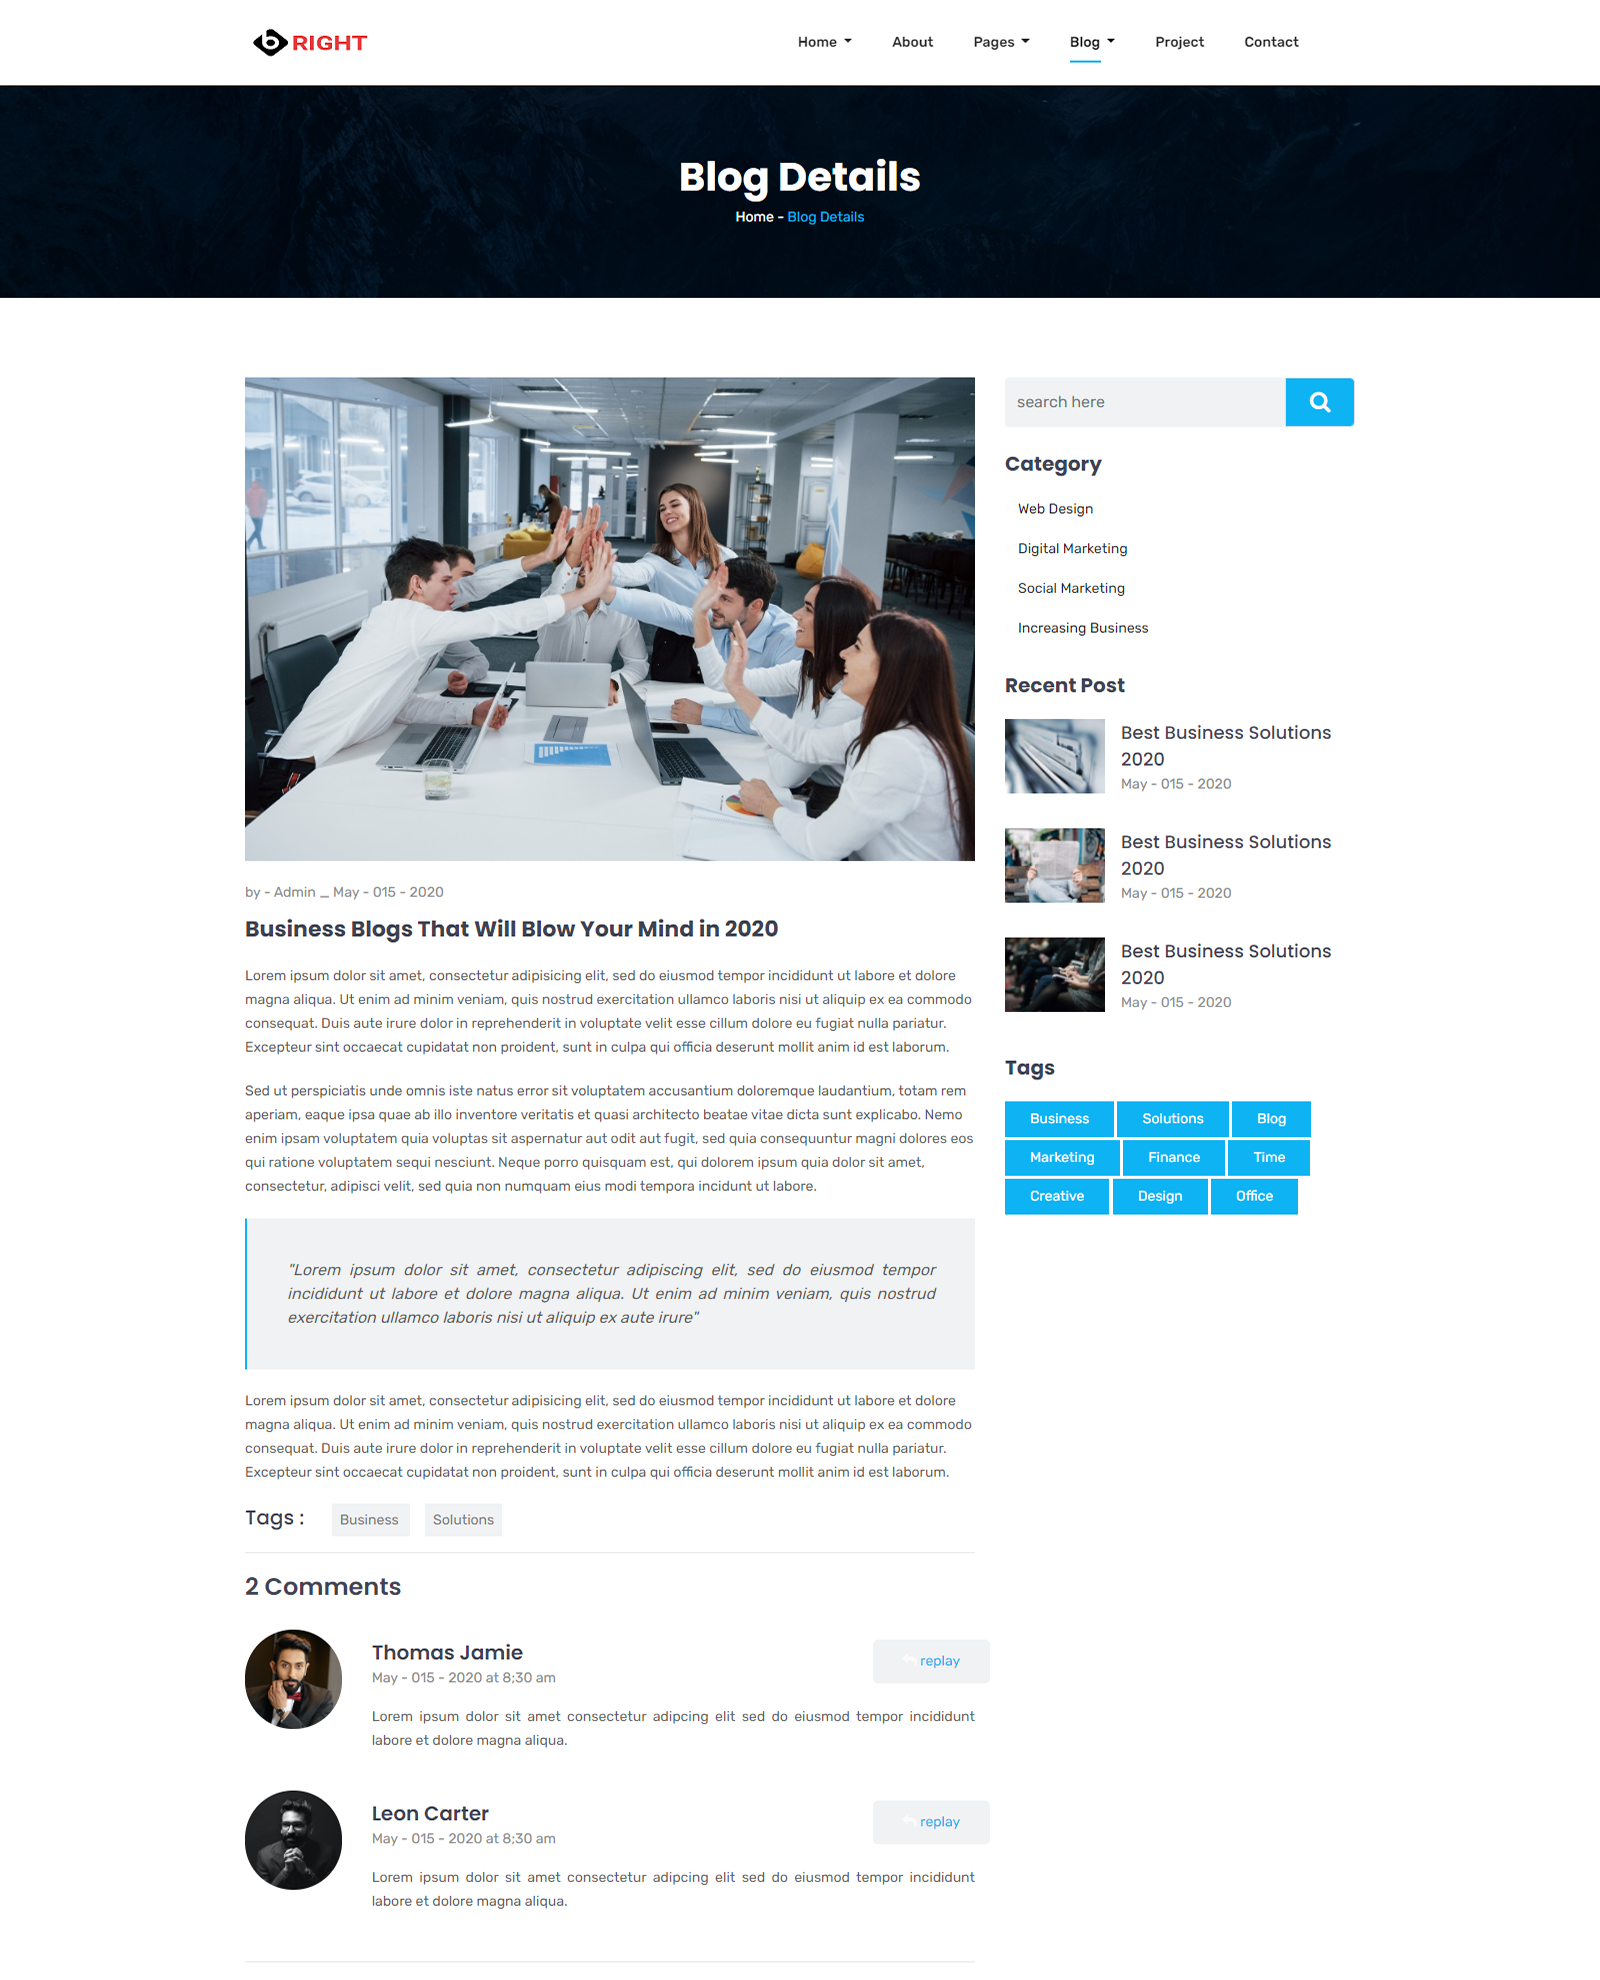 b RIGHT
Home
About
Pages
Blog
Project
Contact
Blog Details
Home - Blog Details
search here
Category
Web Design
Digital Marketing
Social Marketing
Increasing Business
Recent Post
Best Business Solutions
2020
May - 015 - 2020
Best Business Solutions
2020
May - 015 - 2020
Best Business Solutions
2020
May - 015 - 2020
Tags
Business
Solutions
Blog
Marketing
Finance
Time
Creative
Design
Office
by - Admin _ May - 015 - 2020
Business Blogs That Will Blow Your Mind in 2020
Lorem ipsum dolor sit amet, consectetur adipisicing elit, sed do eiusmod tempor incididunt ut labore et dolore
magna aliqua. Ut enim ad minim veniam, quis nostrud exercitation ullamco laboris nisi ut aliquip ex ea commodo
consequat. Duis aute irure dolor in reprehenderit in voluptate velit esse cillum dolore eu fugiat nulla pariatur.
Excepteur sint occaecat cupidatat non proident, sunt in culpa qui officia deserunt mollit anim id est laborum.
Sed ut perspiciatis unde omnis iste natus error sit voluptatem accusantium doloremque laudantium, totam rem
aperiam, eaque ipsa quae ab illo inventore veritatis et quasi architecto beatae vitae dicta sunt explicabo. Nemo
enim ipsam voluptatem quia voluptas sit aspernatur aut odit aut fugit, sed quia consequuntur magni dolores eos
qui ratione voluptatem sequi nesciunt. Neque porro quisquam est, qui dolorem ipsum quia dolor sit amet,
consectetur, adipisci velit, sed quia non numquam eius modi tempora incidunt ut labore.
"Lorem ipsum dolor sit amet, consectetur adipiscing elit, sed do eiusmod tempor
incididunt ut labore et dolore magna aliqua. Ut enim ad minim veniam, quis nostrud
exercitation ullamco laboris nisi ut aliquip ex aute irure"
Lorem ipsum dolor sit amet, consectetur adipisicing elit, sed do eiusmod tempor incididunt ut labore et dolore
magna aliqua. Ut enim ad minim veniam, quis nostrud exercitation ullamco laboris nisi ut aliquip ex ea commodo
consequat. Duis aute irure dolor in reprehenderit in voluptate velit esse cillum dolore eu fugiat nulla pariatur.
Excepteur sint occaecat cupidatat non proident, sunt in culpa qui officia deserunt mollit anim id est laborum.
Tags :
Business
Solutions
2 Comments
Thomas Jamie
May - 015 - 2020 at 8;30 am
replay
Lorem ipsum dolor sit amet consectetur adipcing elit sed do eiusmod tempor incididunt
labore et dolore magna aliqua.
Leon Carter
May - 015 - 2020 at 8;30 am
replay
Lorem ipsum dolor sit amet consectetur adipcing elit sed do eiusmod tempor incididunt
labore et dolore magna aliqua.